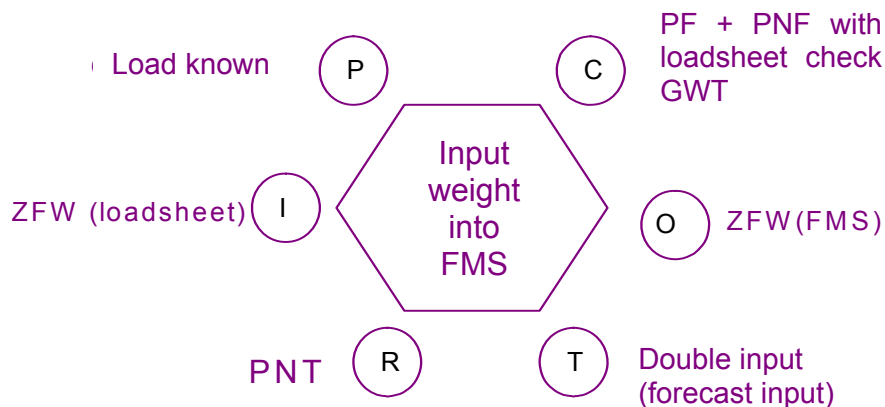 Load known
P
C
PF + PNF with
loadsheet check
GWT
Input
weight
into
FMS
ZFW (loadsheet)
I
O
ZFW(FMS)
PNT
R
T
Double input
(forecast input)